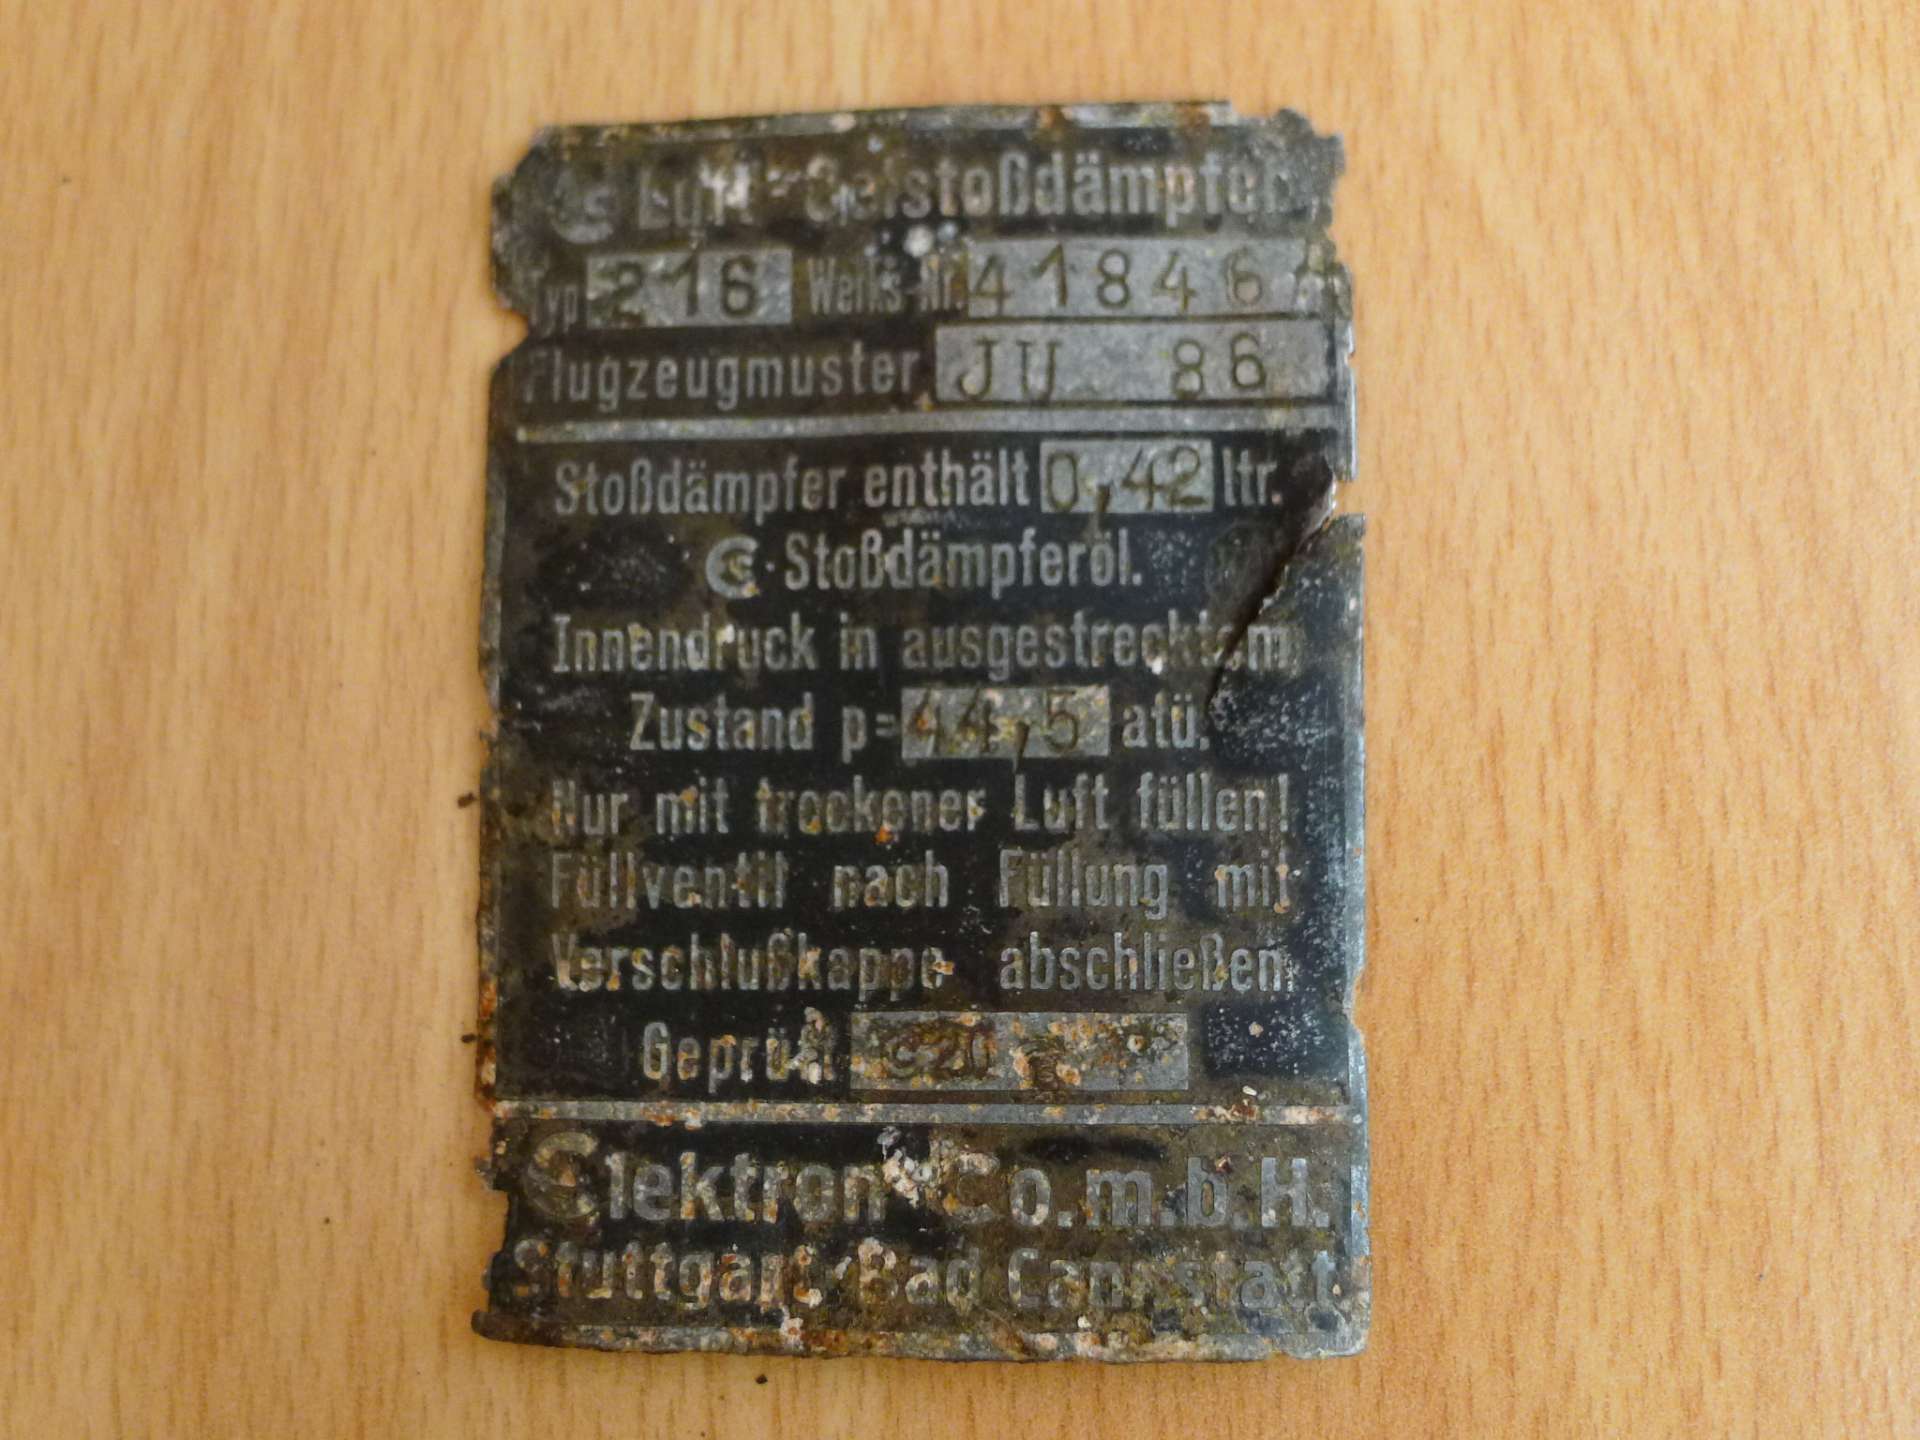 Luft-Oelstoßdämpfer
Typ 216 Werks-Nr. 41846
Flugzeugmuster JU 86
Stoßdämpfer enthält 0,42 ltr.
Stoßdämpferöl.
Innendruck in ausgestrecktem
Zustand p= 44,5 atü.
Nur mit trockener Luft füllen!
Füllventil nach Füllung mit
Verschlußkappe abschließen.
Geprüft
Elektron-Co.m.b.H.
Stuttgart-Bad Cannstatt